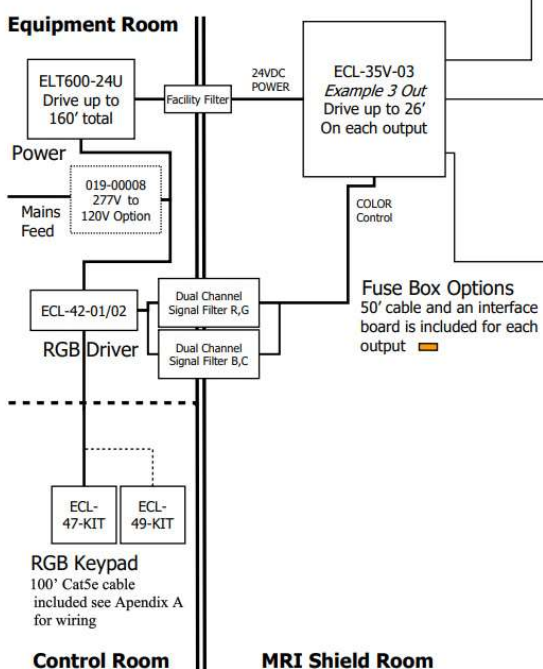 Equipment Room
ELT600-24U
Drive up to
160' total
Power
Facility Filter
24VDC
POWER
ECL-35V-03
Example 3 Out
Drive up to 26'
On each output
019-00008
277V to
120V Option
Mains
Feed
COLOR
Control
ECL-42-01/02
RGB Driver
Dual Channel
Signal Filter R,G
Dual Channel
Signal Filter B,C
Fuse Box Options
50' cable and an interface
board is included for each
output
ECL-
47-KIT
ECL-
49-KIT
RGB Keypad
100' Cat5e cable
included see Apendix A
for wiring
Control Room
MRI Shield Room